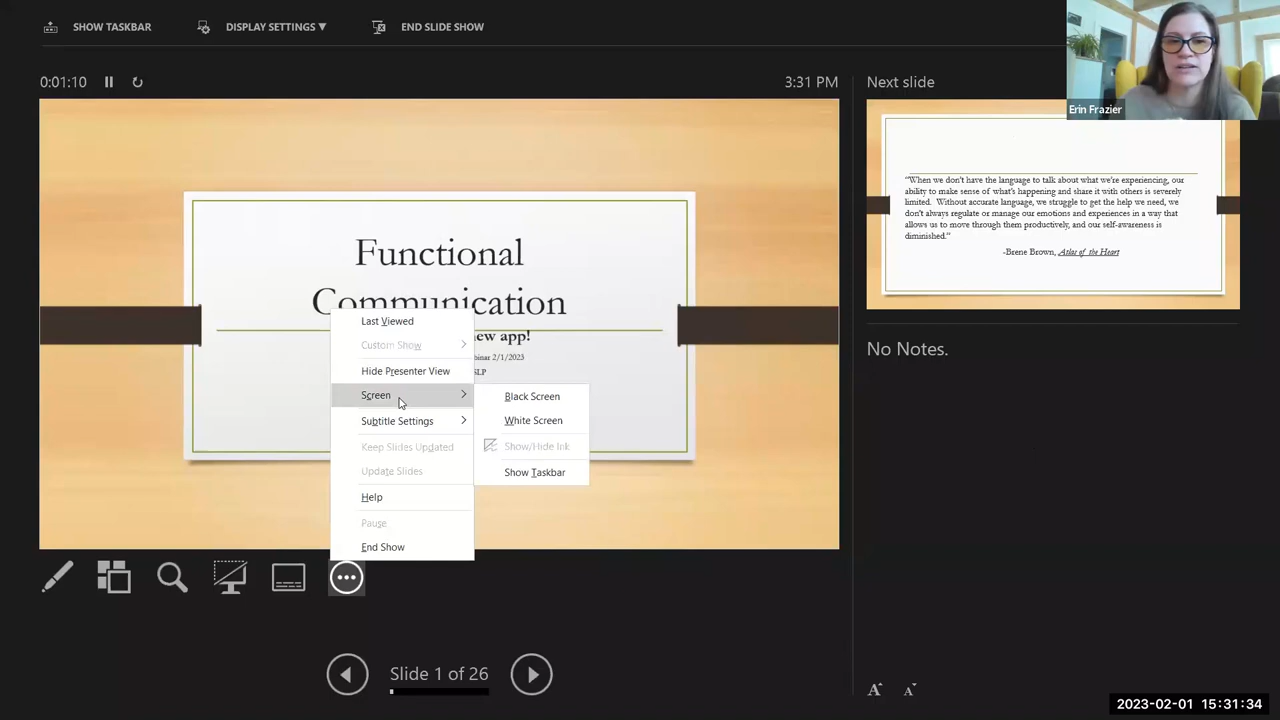 SHOW TASKBAR
DISPLAY SETTINGS ▼
END SLIDE SHOW
0:01:10
3:31 PM
Next slide
Erin Frazier
Functional
Communication
ew app!
inar 2/1/2023
SLP
Last Viewed
Custom Show
Hide Presenter View
Screen
Subtitle Settings
Keep Slides Updated
Update Slides
Help
Pause
End Show
Black Screen
White Screen
Show/Hide Ink
Show Taskbar
"When we don't have the language to talk about what we're experiencing, our
ability to make sense of what's happening and share it with others is severely
limited. Without accurate language, we struggle to get the help we need, we
don't always regulate or manage our emotions and experiences in a way that
allows us to move through them productively, and our self-awareness is
diminished."
-Brene Brown, Atlas of the Heart
No Notes.
Slide 1 of 26
A A
2023-02-01 15:31:34